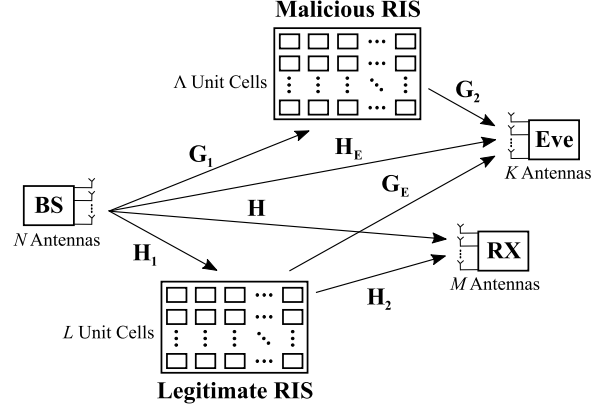 Malicious RIS
Λ Unit Cells
G2
G1
HE
Eve
K Antennas
GE
BS
N Antennas
H
H1
RX
M Antennas
H2
L Unit Cells
Legitimate RIS